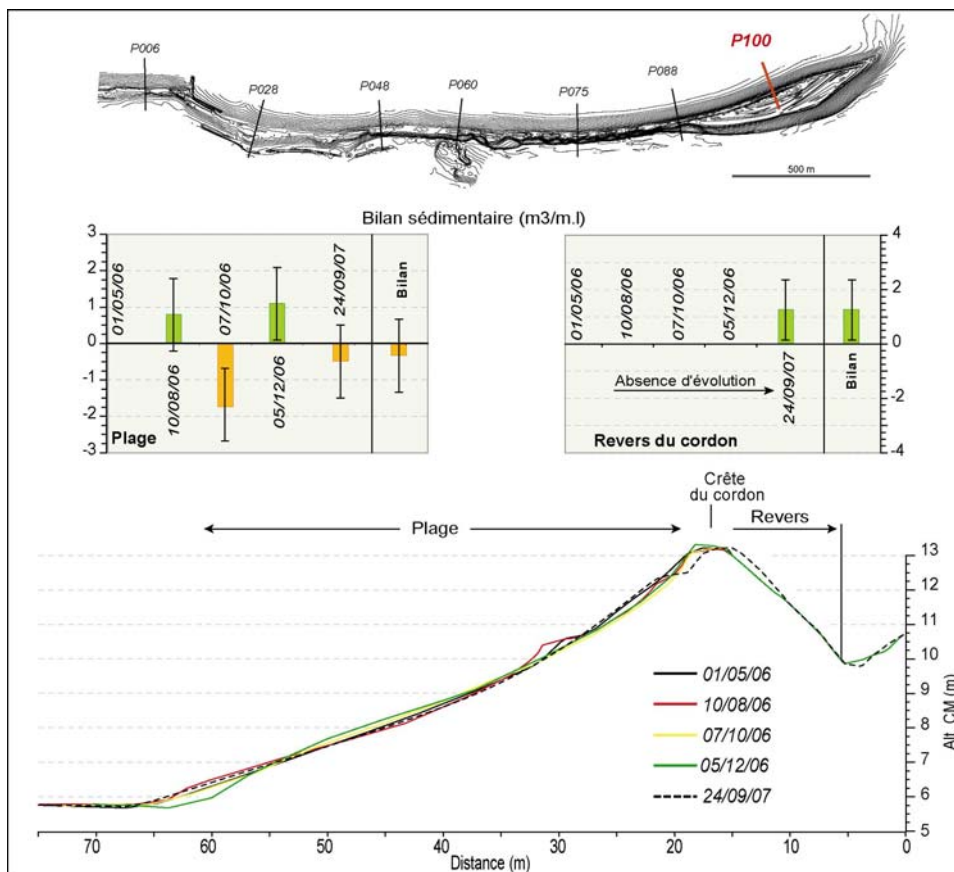 P006
P028
P048
P060
P075
P088
P100
500 m
Bilan sédimentaire (m3/m.l)
3
2
1
0
-1
-2
-3
01/05/06
10/08/06
07/10/06
05/12/06
24/09/07
Bilan
Plage
01/05/06
10/08/06
07/10/06
05/12/06
24/09/07
Bilan
Absence d'évolution
Revers du cordon
4
2
0
-2
-4
Crête
du cordon
Plage
Revers
13
12
11
10
9
8
7
6
5
Alt. CM (m)
01/05/06
10/08/06
07/10/06
05/12/06
24/09/07
70
60
50
40
30
20
10
0
Distance (m)